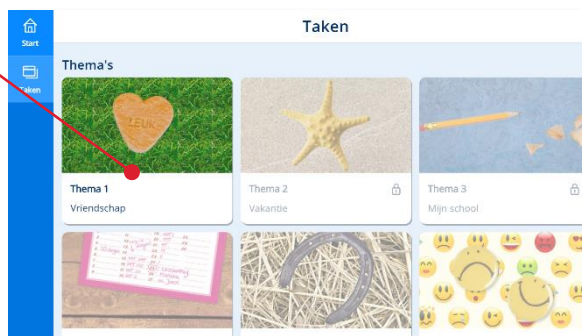 Taken
Start
Taken
Thema's
LEUK
Thema 1
Vriendschap
Thema 2
Vakantie
Thema 3
Mijn school